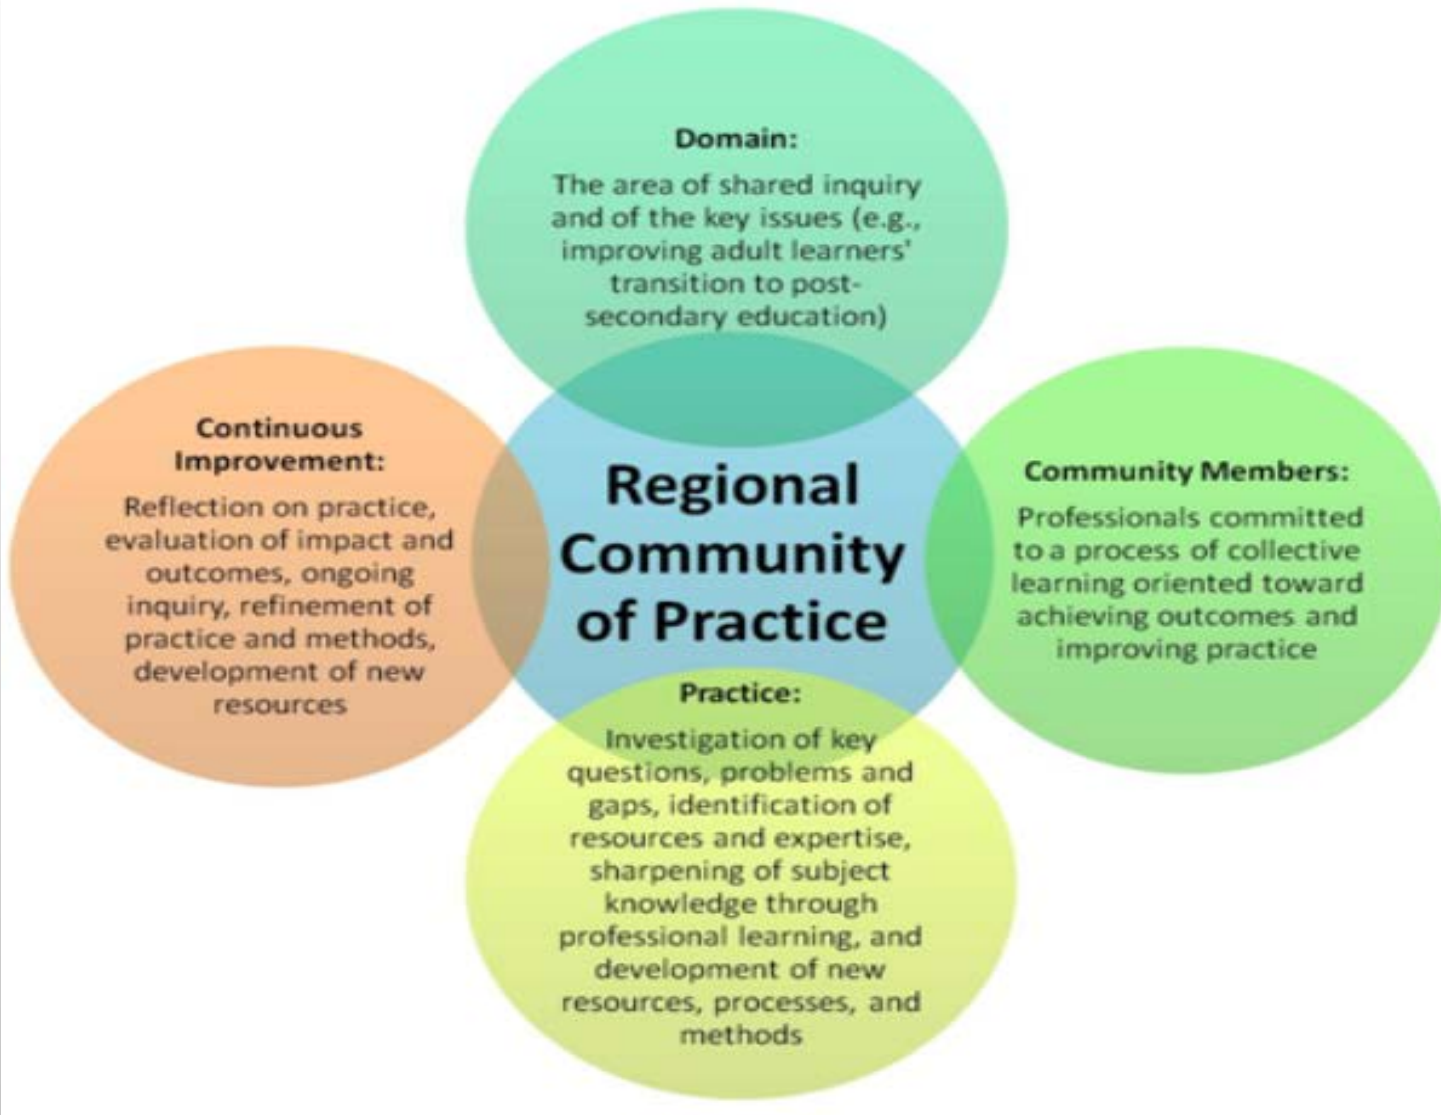 Domain:
The area of shared inquiry
and of the key issues (e.g.,
improving adult learners'
transition to post-
secondary education)
Continuous
Improvement:
Reflection on practice,
evaluation of impact and
outcomes, ongoing
inquiry, refinement of
practice and methods,
development of new
resources
Regional
Community
of Practice
Community Members:
Professionals committed
to a process of collective
learning oriented toward
achieving outcomes and
improving practice
Practice:
Investigation of key
questions, problems and
gaps, identification of
resources and expertise,
sharpening of subject
knowledge through
professional learning, and
development of new
resources, processes, and
methods